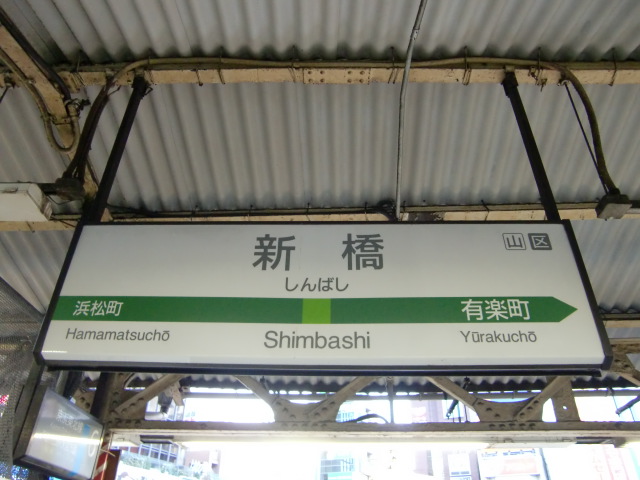 新橋
山 区
しんばし
浜松町
有楽町
Hamamatsuchō
Shimbashi
Yūrakuchō